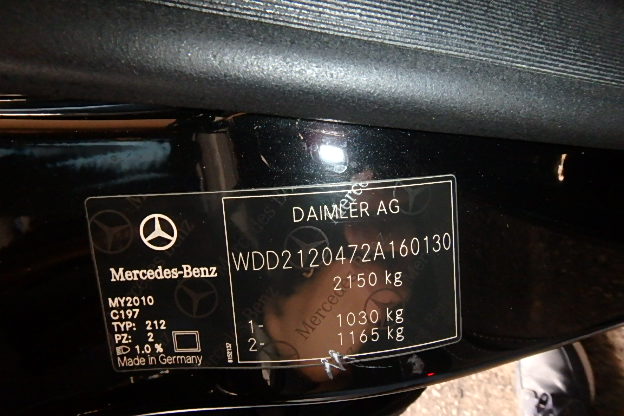 Mercedes-Benz
MY2010
C197
TYP: 212
PZ: 2
1.0 %
Made in Germany
DAIMLER AG
WDD2120472A160130
2150 kg
1- 1030 kg
2- 1165 kg